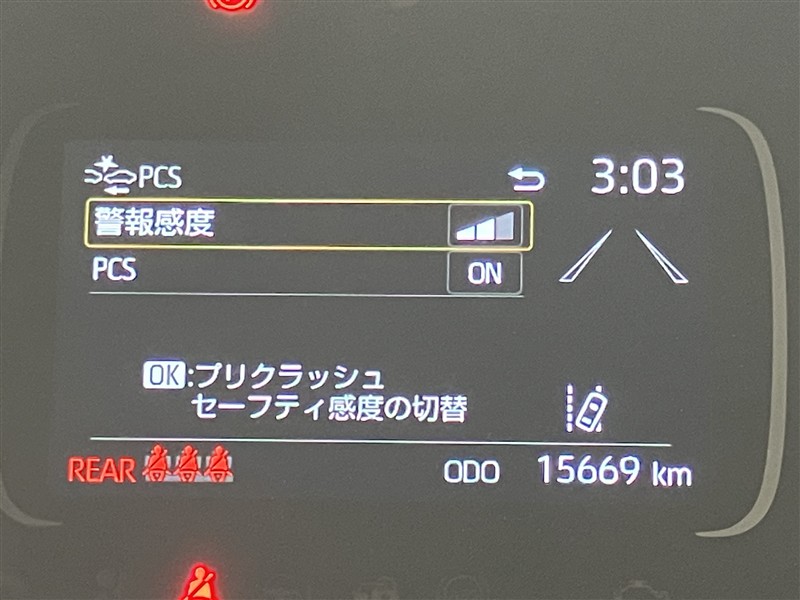 PCS
3:03
警報感度
PCS ON
OK:プリクラッシュ
セーフティ感度の切替
REAR ODO 15669 km